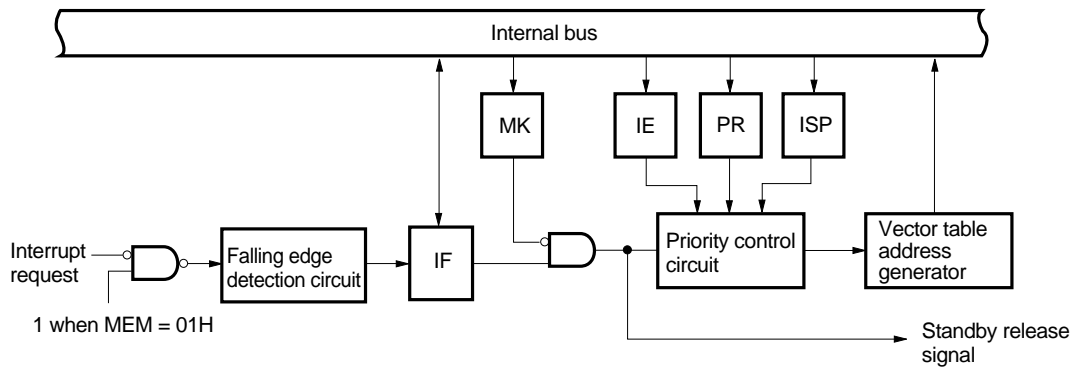 Internal bus
MK
IE
PR
ISP
Interrupt
request
Falling edge
detection circuit
IF
Priority control
circuit
Vector table
address
generator
1 when MEM = 01H
Standby release
signal